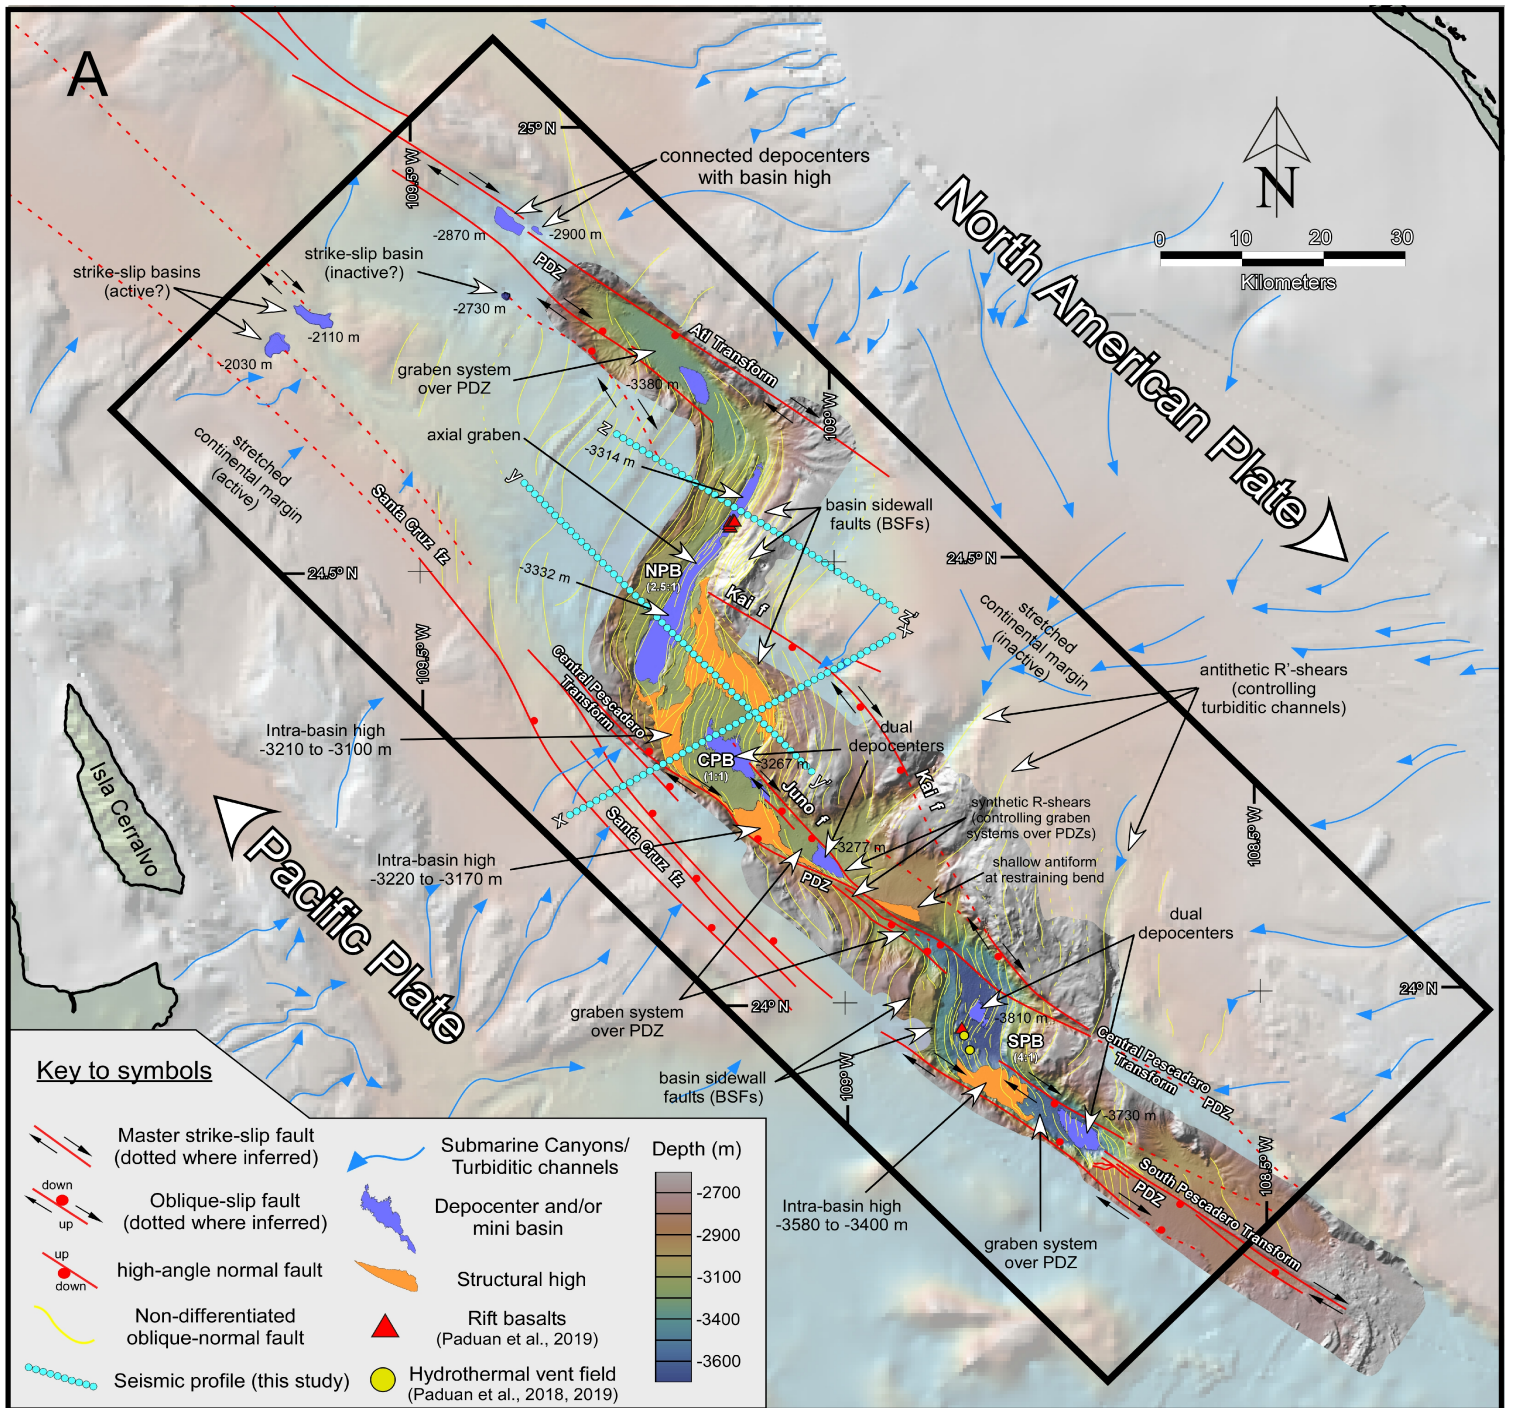 A
25º N
109.5º W
connected depocenters
with basin high
-2870 m
-2900 m
strike-slip basin
(inactive?)
-2730 m
strike-slip basins
(active?)
-2110 m
-2030 m
PDZ
Atl Transform
North American Plate
N
0 10 20 30
Kilometers
graben system
over PDZ
-3380 m
109º W
axial graben
z
-3314 m
y
stretched
continental margin
(active)
Santa Cruz fz
basin sidewall
faults (BSFs)
24.5º N
24.5º N
-3332 m
NPB
(2.5:1)
Kai f
z'
x'
stretched
continental margin
(inactive)
antithetic R'-shears
(controlling
turbiditic channels)
109.5º W
Central Pescadero
Transform
Intra-basin high
-3210 to -3100 m
dual
depocenters
CPB
(1:1)
-3267 m
y'
Juno f
Kai f
x
synthetic R-shears
(controlling graben
systems over PDZs)
108.5º W
Isla Cerralvo
Pacific Plate
Santa Cruz fz
Intra-basin high
-3220 to -3170 m
-3277 m
PDZ
shallow antiform
at restraining bend
dual
depocenters
24º N
24º N
graben system
over PDZ
-3810 m
SPB
(4:1)
Central Pescadero
Transform
PDZ
basin sidewall
faults (BSFs)
109º W
-3730 m
108.5º W
South Pescadero Transform
PDZ
Intra-basin high
-3580 to -3400 m
graben system
over PDZ
Key to symbols
Master strike-slip fault
(dotted where inferred)
down
up
Oblique-slip fault
(dotted where inferred)
up
down
high-angle normal fault
Non-differentiated
oblique-normal fault
Seismic profile (this study)
Submarine Canyons/
Turbiditic channels
Depocenter and/or
mini basin
Structural high
Rift basalts
(Paduan et al., 2019)
Hydrothermal vent field
(Paduan et al., 2018, 2019)
Depth (m)
-2700
-2900
-3100
-3400
-3600